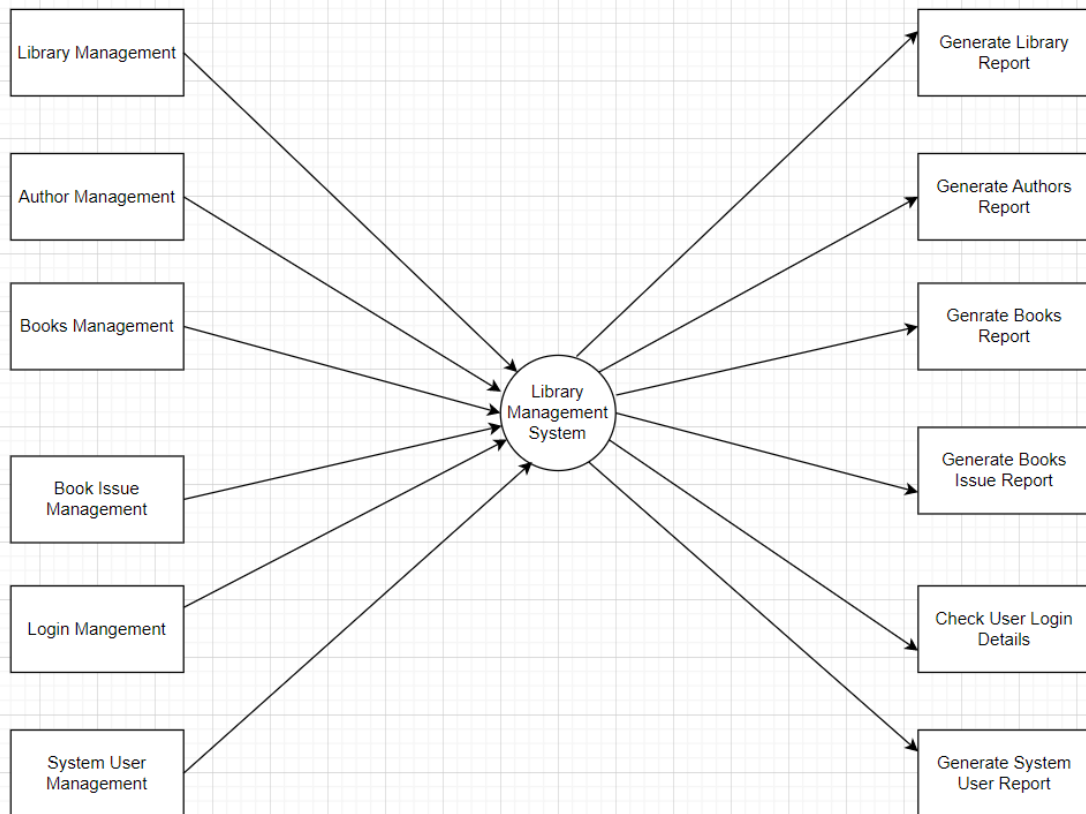 Library Management
Author Management
Books Management
Book Issue
Management
Login Mangement
System User
Management
Library
Management
System
Generate Library
Report
Generate Authors
Report
Genrate Books
Report
Generate Books
Issue Report
Check User Login
Details
Generate System
User Report